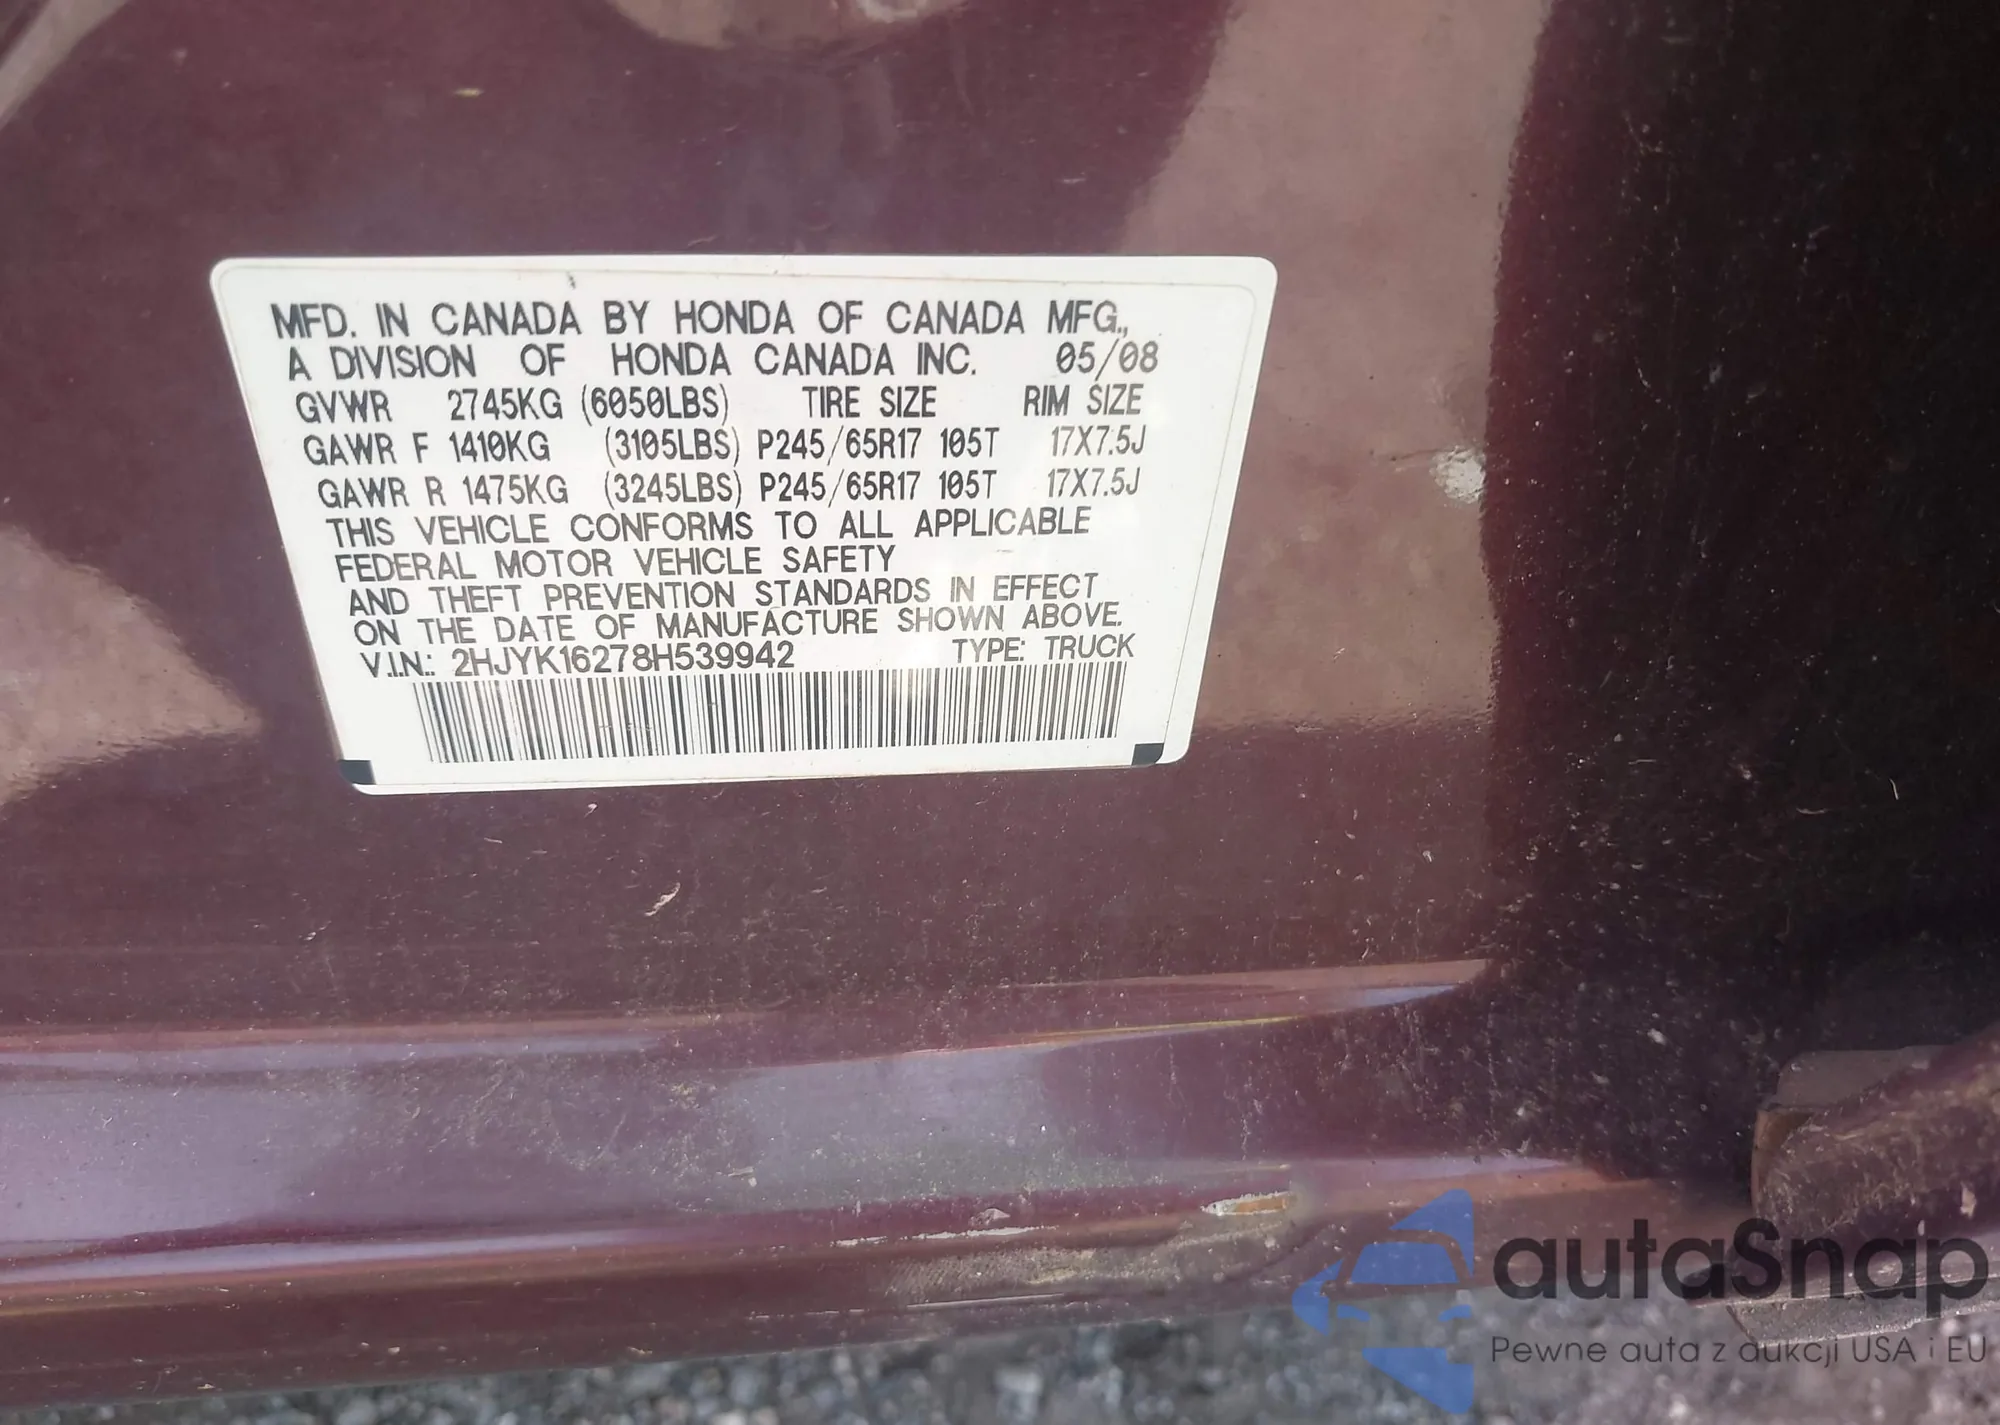 MFD. IN CANADA BY HONDA OF CANADA MFG.,
A DIVISION OF HONDA CANADA INC. 05/08
GVWR 2745KG (6050LBS) TIRE SIZE RIM SIZE
GAWR F 1410KG (3105LBS) P245/65R17 105T 17X7.5J
GAWR R 1475KG (3245LBS) P245/65R17 105T 17X7.5J
THIS VEHICLE CONFORMS TO ALL APPLICABLE
FEDERAL MOTOR VEHICLE SAFETY
AND THEFT PREVENTION STANDARDS IN EFFECT
ON THE DATE OF MANUFACTURE SHOWN ABOVE.
V.I.N.: 2HJYK16278H539942 TYPE: TRUCK
autaSnap
Pewne auta z aukcji USA i EU